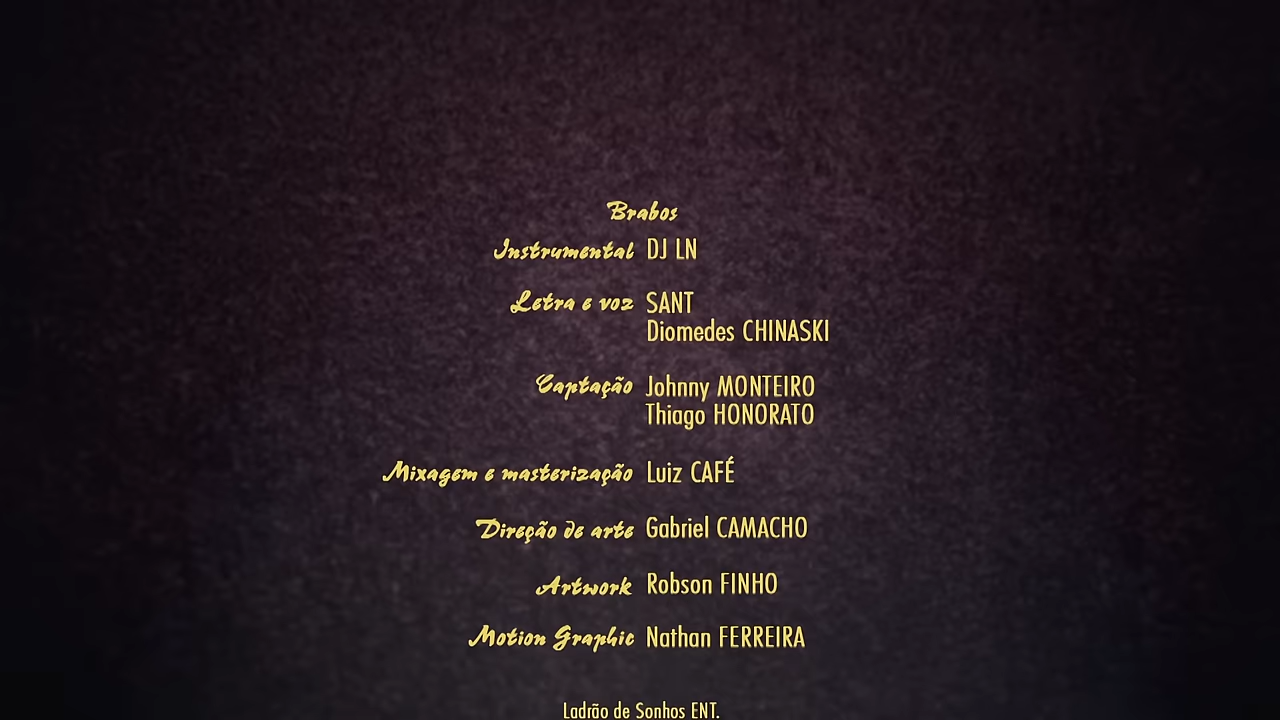 Brabos
Instrumental DJ LN
Letra e voz SANT
Diomedes CHINASKI
Captação Johnny MONTEIRO
Thiago HONORATO
Mixagem e masterização Luiz CAFÉ
Direção de arte Gabriel CAMACHO
Artwork Robson FINHO
Motion Graphic Nathan FERREIRA
Ladrão de Sonhos ENT.